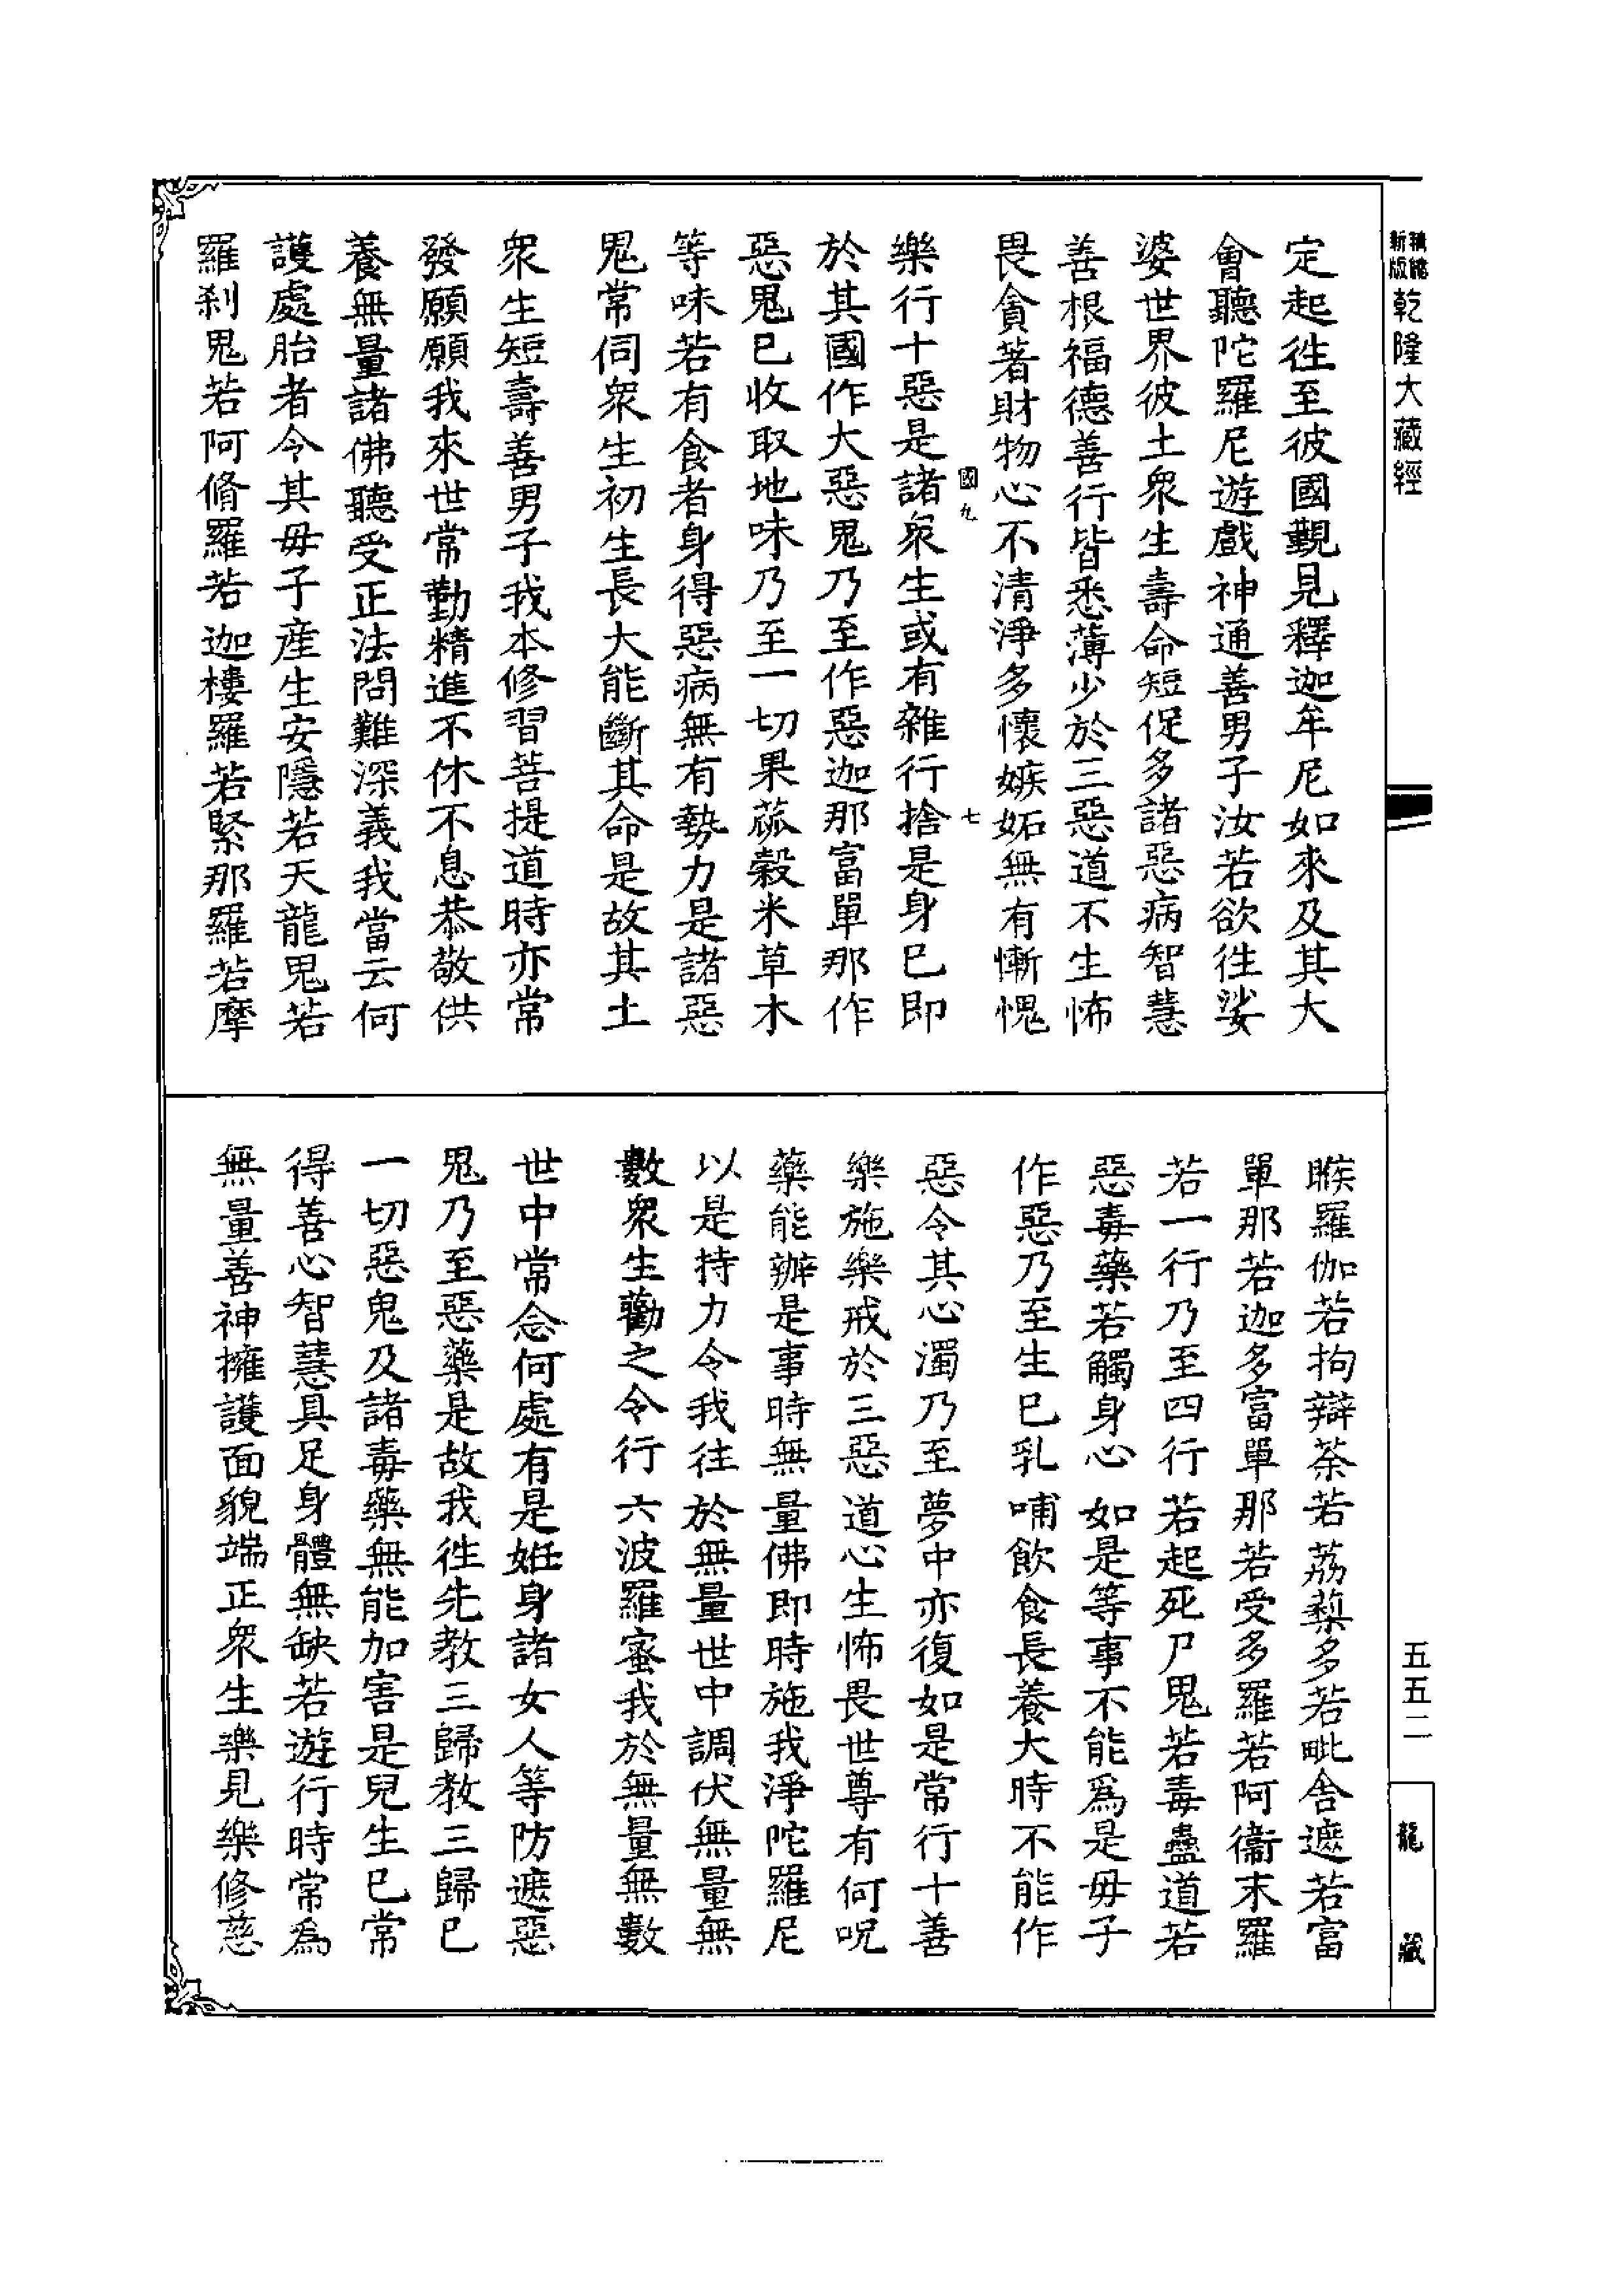 新版精縮乾隆大藏經
定起徃至彼國覲見釋迦牟尼如來及其大
會聽陀羅尼遊戲神通善男子汝若欲徃娑
婆世界彼土衆生壽命短促多諸惡病智慧
善根福德善行皆悉薄少於三惡道不生怖
畏貪著財物心不清淨多懷嫉妬無有慚愧
國九 七
樂行十惡是諸衆生或有雜行捨是身已即
於其國作大惡鬼乃至作惡迦那富單那作
惡鬼已收取地味乃至一切果蓏穀米草木
等味若有食者身得惡病無有勢力是諸惡
鬼常伺衆生初生長大能斷其命是故其土
衆生短壽善男子我本修習菩提道時亦常
發願願我來世常勤精進不休不息恭敬供
養無量諸佛聽受正法問難深義我當云何
護處胎者令其母子産生安隱若天龍鬼若
羅刹鬼若阿脩羅若迦樓羅若緊那羅若摩
睺羅伽若拘辯荼若荔蔾多若毗舍遮若富
單那若迦多富單那若受多羅若阿衞末羅
若一行乃至四行若起死尸鬼若毒蠱道若
惡毒藥若觸身心如是等事不能爲是母子
作惡乃至生已乳哺飲食長養大時不能作
惡令其心濁乃至夢中亦復如是常行十善
樂施樂戒於三惡道心生怖畏世尊有何呪
藥能辦是事時無量佛即時施我淨陀羅尼
以是持力令我往於無量世中調伏無量無
數衆生勸之令行六波羅蜜我於無量無數
世中常念何處有是姙身諸女人等防遮惡
鬼乃至惡藥是故我徃先教三歸教三歸已
一切惡鬼及諸毒藥無能加害是兒生已常
得善心智慧具足身體無缺若遊行時常爲
無量善神擁護面貌端正衆生樂見樂修慈
五五二
龍藏